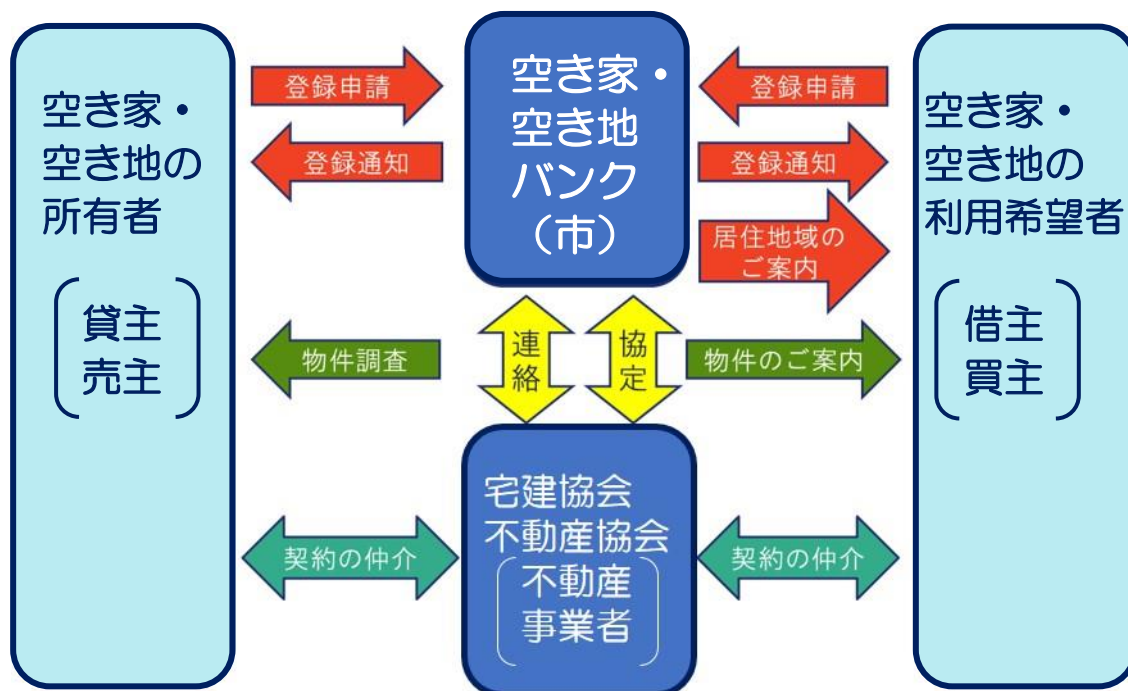 空き家・
空き地の
所有者
貸主
売主
登録申請
登録通知
物件調査
契約の仲介
空き家・
空き地
バンク
(市)
連絡
協定
宅建協会
不動産協会
不動産
事業者
登録申請
登録通知
居住地域の
ご案内
物件のご案内
契約の仲介
空き家・
空き地の
利用希望者
借主
買主